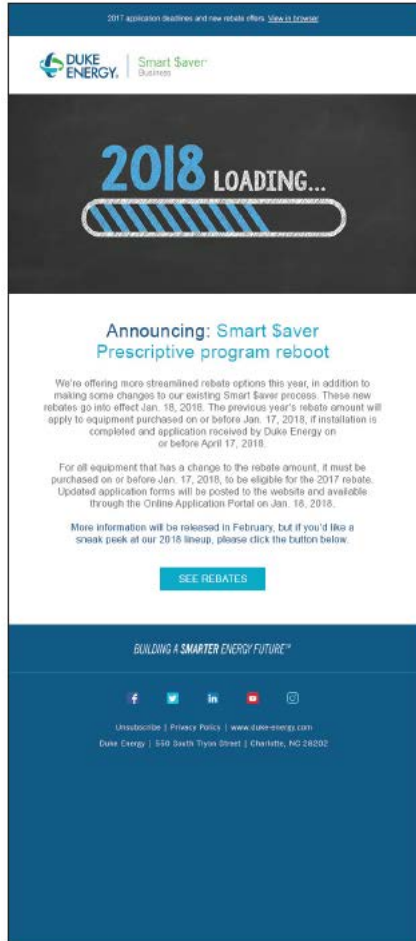 2017 application deadlines and new rebate offers. View in browser
DUKE ENERGY®
Smart $aver®
Business
2018 LOADING...
Announcing: Smart $aver
Prescriptive program reboot
We're offering more streamlined rebate options this year, in addition to
making some changes to our existing Smart $aver process. These new
rebates go into effect Jan. 18, 2018. The previous year's rebate amount will
apply to equipment purchased on or before Jan. 17, 2018, if installation is
completed and application received by Duke Energy on
or before April 17, 2018.
For all equipment that has a change to the rebate amount, it must be
purchased on or before Jan. 17, 2018, to be eligible for the 2017 rebate.
Updated application forms will be posted to the website and available
through the Online Application Portal on Jan. 18, 2018.
More information will be released in February, but if you'd like a
sneak peek at our 2018 lineup, please click the button below.
SEE REBATES
BUILDING A SMARTER ENERGY FUTURE℠
Unsubscribe | Privacy Policy | www.duke-energy.com
Duke Energy | 550 South Tryon Street | Charlotte, NC 28202